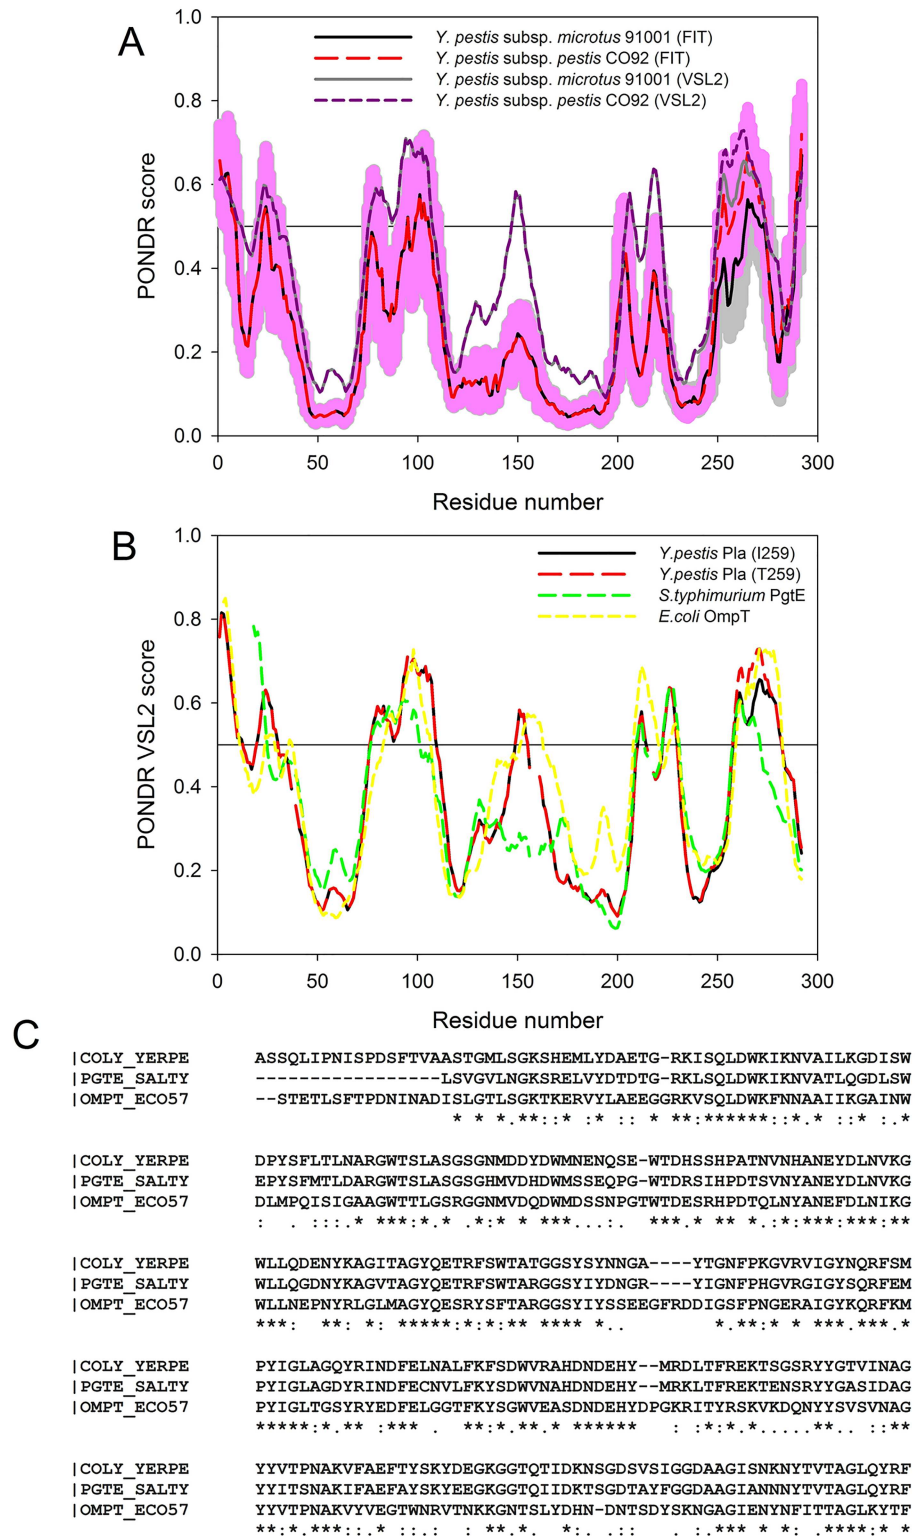 A
Y. pestis subsp. microtus 91001 (FIT)
Y. pestis subsp. pestis CO92 (FIT)
Y. pestis subsp. microtus 91001 (VSL2)
Y. pestis subsp. pestis CO92 (VSL2)
PONDR score
1.0
0.8
0.6
0.4
0.2
0.0
0 50 100 150 200 250 300
Residue number
B
Y.pestis Pla (I259)
Y.pestis Pla (T259)
S.typhimurium PgtE
E.coli OmpT
PONDR VSL2 score
1.0
0.8
0.6
0.4
0.2
0.0
0 50 100 150 200 250 300
Residue number
C
|COLY_YERPE ASSQLIPNISPDSFTVAASTGMLSGKSHEMLYDAETG-RKISQLDWKIKNVAILKGDISW
|PGTE_SALTY -----------------LSVGVLNGKSRELVYDTDTG-RKLSQLDWKIKNVATLQGDLSW
|OMPT_ECO57 --STETLSFTPDNINADISLGTLSGKTKERVYLAEEGGRKVSQLDWKFNNAAIIKGAINW
* * *.**::* :* :: * **:******::*.* ::* :.*
|COLY_YERPE DPYSFLTLNARGWTSLASGSGNMDDYDWMNENQSE-WTDHSSHPATNVNHANEYDLNVKG
|PGTE_SALTY EPYSFMTLDARGWTSLASGSGHMVDHDWMSSEQPG-WTDRSIHPDTSVNYANEYDLNVKG
|OMPT_ECO57 DLMPQISIGAAGWTTLGSRGGNMVDQDWMDSSNPGTWTDESRHPDTQLNYANEFDLNIKG
: . :::.* ***:*.* .*:* * ***...:. ***.* ** *.:*:***:***:**
|COLY_YERPE WLLQDENYKAGITAGYQETRFSWTATGGSYSYNNGA----YTGNFPKGVRVIGYNQRFSM
|PGTE_SALTY WLLQGDNYKAGVTAGYQETRFSWTARGGSYIYDNGR----YIGNFPHGVRGIGYSQRFEM
|OMPT_ECO57 WLLNEPNYRLGLMAGYQESRYSFTARGGSYIYSSEEGFRDDIGSFPNGERAIGYKQRFKM
***: **: *: *****:*:*:** **** *.. *.**:* * ***.***.*
|COLY_YERPE PYIGLAGQYRINDFELNALFKFSDWVRAHDNDEHY--MRDLTFREKTSGSRYYGTVINAG
|PGTE_SALTY PYIGLAGDYRINDFECNVLFKYSDWVNAHDNDEHY--MRKLTFREKTENSRYYGASIDAG
|OMPT_ECO57 PYIGLTGSYRYEDFELGGTFKYSGWVEASDNDEHYDPGKRITYRSKVKDQNYYSVSVNAG
*****:*.** :*** . **:*.**.* ****** : :*:*.*.....**.. ::**
|COLY_YERPE YYVTPNAKVFAEFTYSKYDEGKGGTQTIDKNSGDSVSIGGDAAGISNKNYTVTAGLQYRF
|PGTE_SALTY YYITSNAKIFAEFAYSKYEEGKGGTQIIDKTSGDTAYFGGDAAGIANNNYTVTAGLQYRF
|OMPT_ECO57 YYVTPNAKVYVEGTWNRVTNKKGNTSLYDHN-DNTSDYSKNGAGIENYNFITTAGLKYTF
**:*.***::.* ::.: : **.*. *:. .:: . :.*** * *:.****:* *